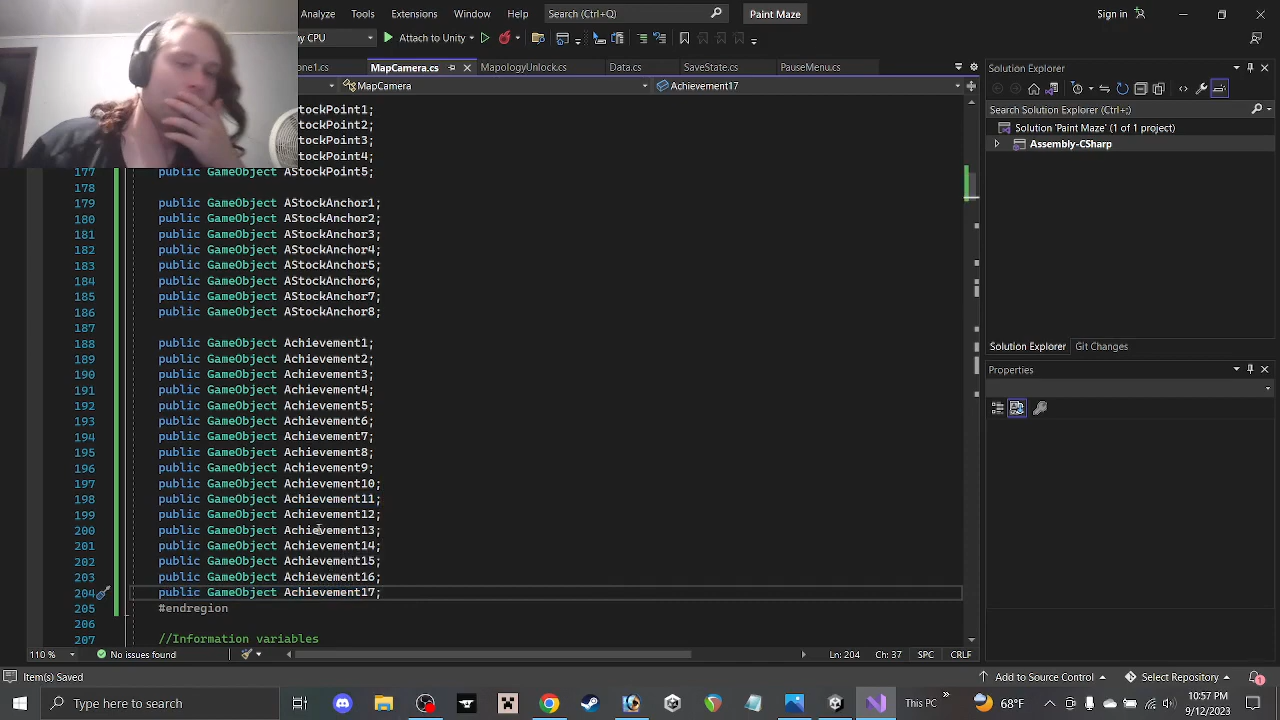 Analyze Tools Extensions Window Help Search (Ctrl+Q) Paint Maze Sign in
CPU Attach to Unity
one1.cs MapCamera.cs MapologyUnlock.cs Data.cs SaveState.cs PauseMenu.cs
MapCamera Achievement17
Solution Explorer
Search Solution Explorer (Ctrl+;)
Solution 'Paint Maze' (1 of 1 project)
Assembly-CSharp
Solution Explorer Git Changes
Properties
StockPoint1;
StockPoint2;
StockPoint3;
StockPoint4;
177 public GameObject AStockPoint5;
178
179 public GameObject AStockAnchor1;
180 public GameObject AStockAnchor2;
181 public GameObject AStockAnchor3;
182 public GameObject AStockAnchor4;
183 public GameObject AStockAnchor5;
184 public GameObject AStockAnchor6;
185 public GameObject AStockAnchor7;
186 public GameObject AStockAnchor8;
187
188 public GameObject Achievement1;
189 public GameObject Achievement2;
190 public GameObject Achievement3;
191 public GameObject Achievement4;
192 public GameObject Achievement5;
193 public GameObject Achievement6;
194 public GameObject Achievement7;
195 public GameObject Achievement8;
196 public GameObject Achievement9;
197 public GameObject Achievement10;
198 public GameObject Achievement11;
199 public GameObject Achievement12;
200 public GameObject Achievement13;
201 public GameObject Achievement14;
202 public GameObject Achievement15;
203 public GameObject Achievement16;
204 public GameObject Achievement17;
205 #endregion
206
207 //Information variables
110 % No issues found Ln: 204 Ch: 37 SPC CRLF
Item(s) Saved Add to Source Control Select Repository 1
Type here to search This PC 68°F 10:57 PM
9/12/2023